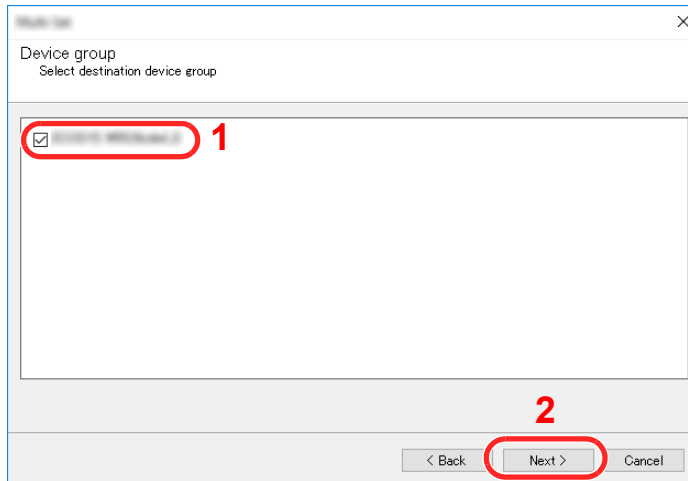 Device group
Select destination device group
1
2
< Back
Next >
Cancel